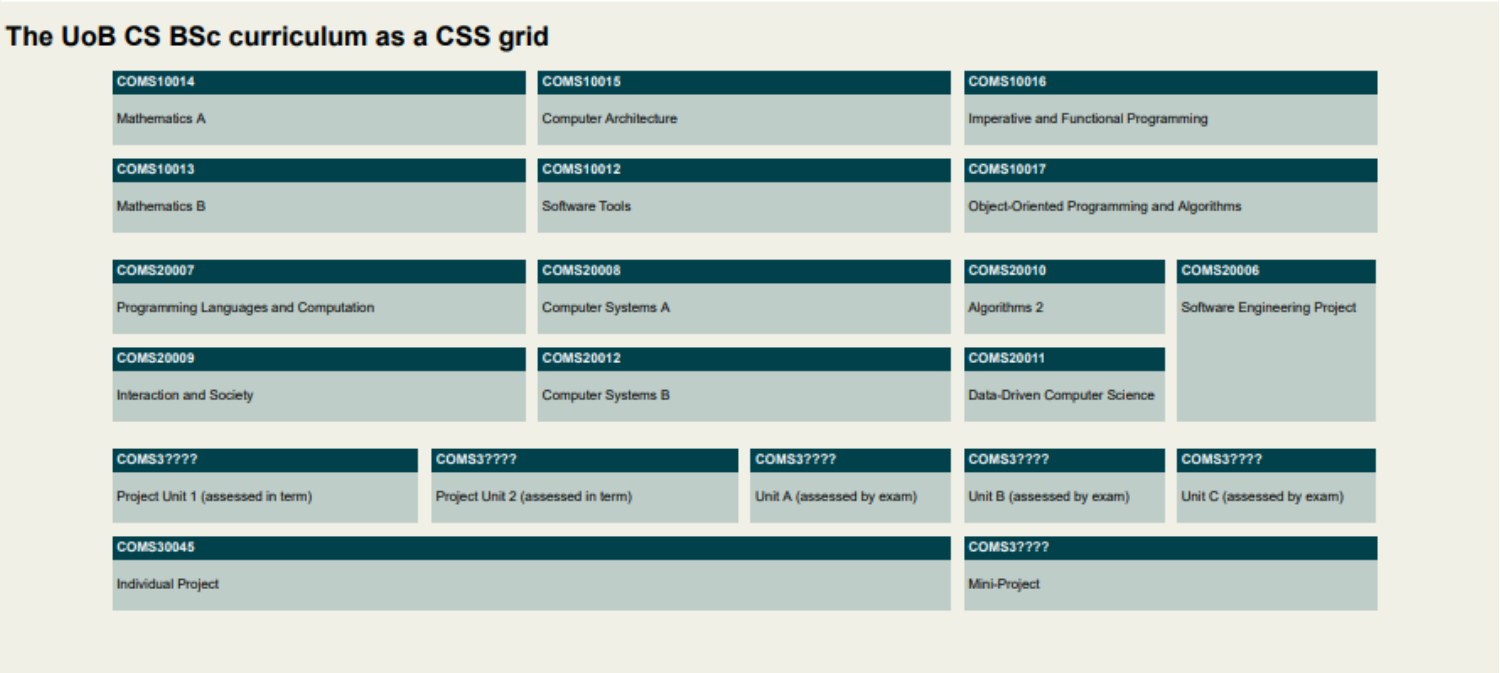 The UoB CS BSc curriculum as a CSS grid
COMS10014
Mathematics A
COMS10015
Computer Architecture
COMS10016
Imperative and Functional Programming
COMS10013
Mathematics B
COMS10012
Software Tools
COMS10017
Object-Oriented Programming and Algorithms
COMS20007
Programming Languages and Computation
COMS20008
Computer Systems A
COMS20010
Algorithms 2
COMS20006
Software Engineering Project
COMS20009
Interaction and Society
COMS20012
Computer Systems B
COMS20011
Data-Driven Computer Science
COMS3????
Project Unit 1 (assessed in term)
COMS3????
Project Unit 2 (assessed in term)
COMS3????
Unit A (assessed by exam)
COMS3????
Unit B (assessed by exam)
COMS3????
Unit C (assessed by exam)
COMS30045
Individual Project
COMS3????
Mini-Project